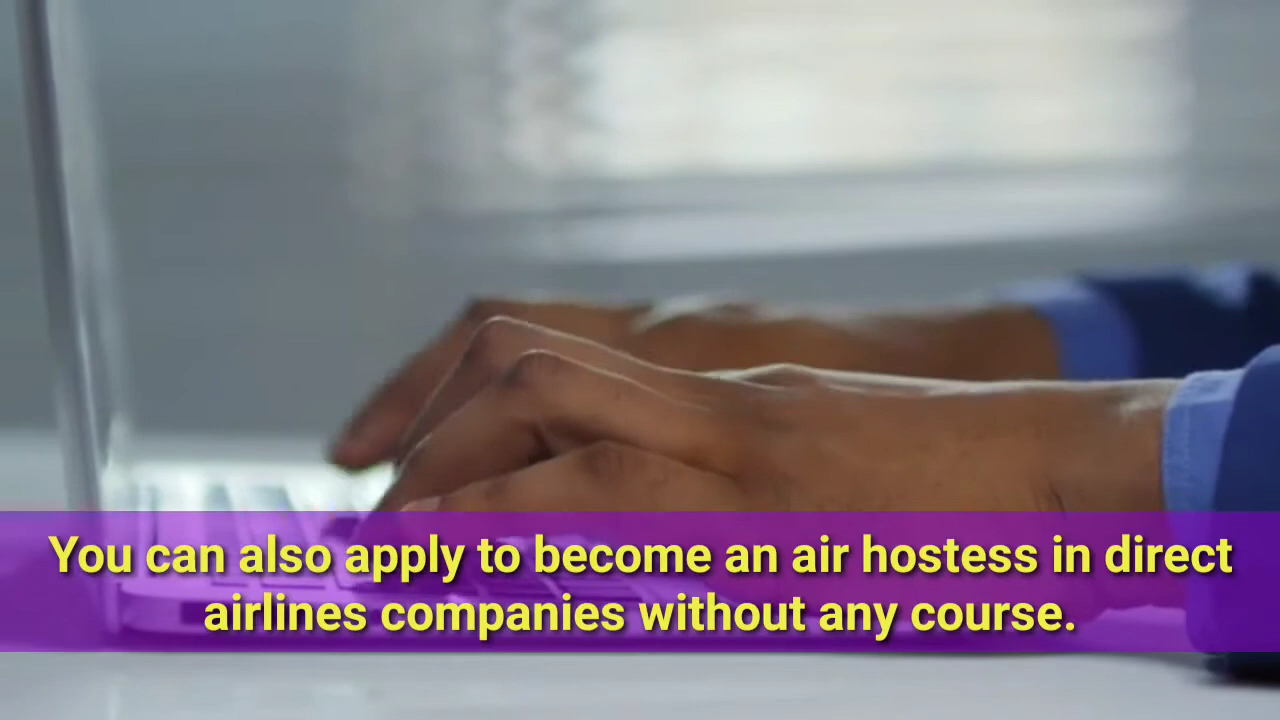 You can also apply to become an air hostess in direct
airlines companies without any course.